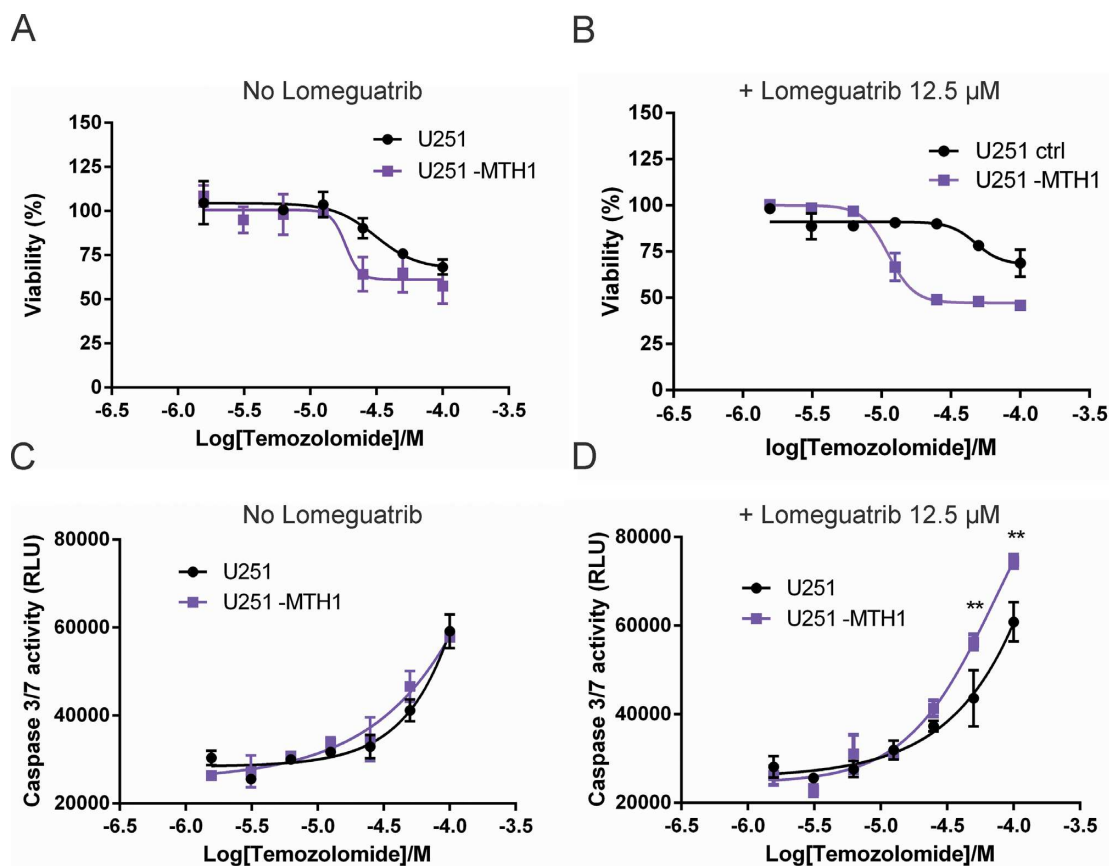 A
No Lomeguatrib
150
125
100
75
50
25
0
Viability (%)
U251
U251 -MTH1
-6.5 -6.0 -5.5 -5.0 -4.5 -4.0 -3.5
Log[Temozolomide]/M
B
+ Lomeguatrib 12.5 µM
150
125
100
75
50
25
0
Viability (%)
U251 ctrl
U251 -MTH1
-6.5 -6.0 -5.5 -5.0 -4.5 -4.0 -3.5
log[Temozolomide]/M
C
No Lomeguatrib
80000
60000
40000
20000
Caspase 3/7 activity (RLU)
U251
U251 -MTH1
-6.5 -6.0 -5.5 -5.0 -4.5 -4.0 -3.5
Log[Temozolomide]/M
D
+ Lomeguatrib 12.5 µM
80000
60000
40000
20000
Caspase 3/7 activity (RLU)
U251
U251 -MTH1
**
**
-6.5 -6.0 -5.5 -5.0 -4.5 -4.0 -3.5
Log[Temozolomide]/M